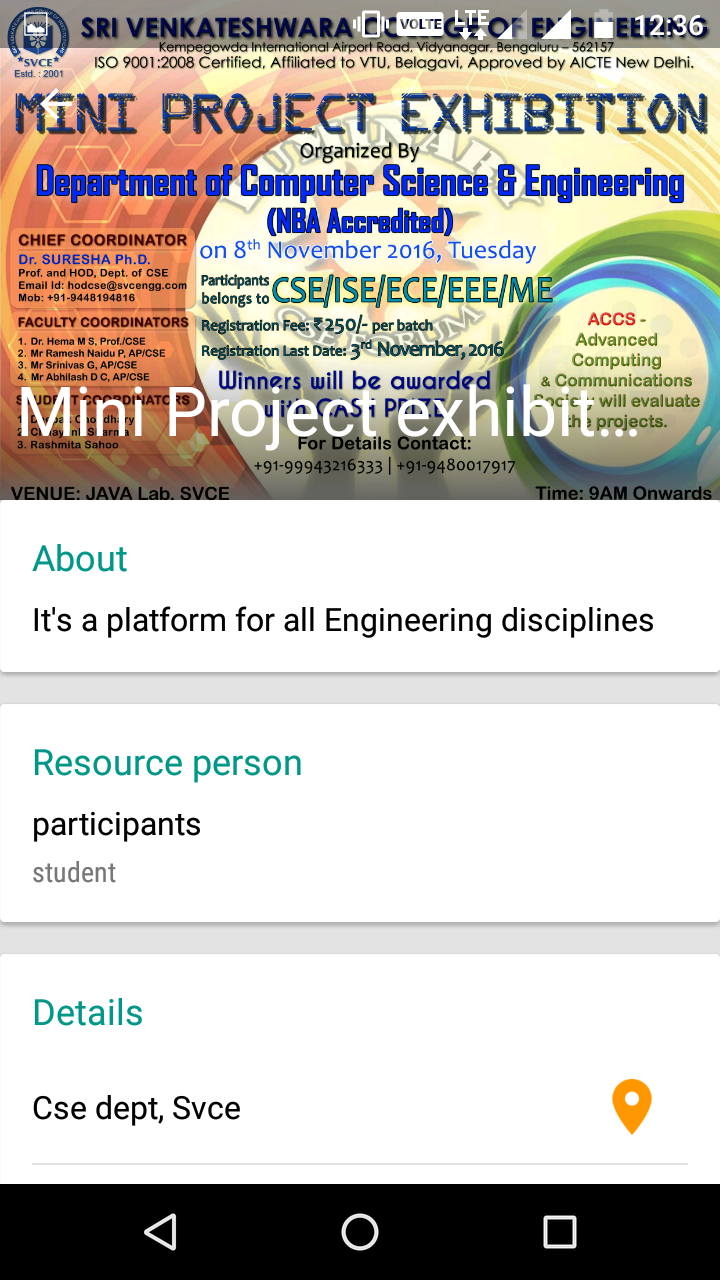 SRI VENKATESHWARA COLLEGE OF ENGINEERING
VOLTE LTE 12:36
Kempegowda International Airport Road, Vidyanagar, Bengaluru – 562157
SVCE
ISO 9001:2008 Certified, Affiliated to VTU, Belagavi, Approved by AICTE New Delhi.
Estd. : 2001
MINI PROJECT EXHIBITION
Organized By
Department of Computer Science & Engineering
(NBA Accredited)
on 8th November 2016, Tuesday
CHIEF COORDINATOR
Dr. SURESHA Ph.D.
Prof. and HOD, Dept. of CSE
Email Id: hodcse@svcengg.com
Mob: +91-9448194816
FACULTY COORDINATORS
1. Dr. Hema M S, Prof./CSE
2. Mr Ramesh Naidu P, AP/CSE
3. Mr Srinivas G, AP/CSE
4. Mr Abhilash D C, AP/CSE
STUDENT COORDINATORS
1. Deepak Choudhary
2. Sharma
3. Rashmita Sahoo
Participants
belongs to CSE/ISE/ECE/EEE/ME
Registration Fee: ₹250/- per batch
Registration Last Date: 3rd November, 2016
Winners will be awarded
with CASH PRIZE
For Details Contact:
+91-99943216333 | +91-9480017917
ACCS -
Advanced
Computing
& Communications
Society will evaluate
the projects.
Mini Project exhibit...
VENUE: JAVA Lab, SVCE
Time: 9AM Onwards
About
It's a platform for all Engineering disciplines
Resource person
participants
student
Details
Cse dept, Svce